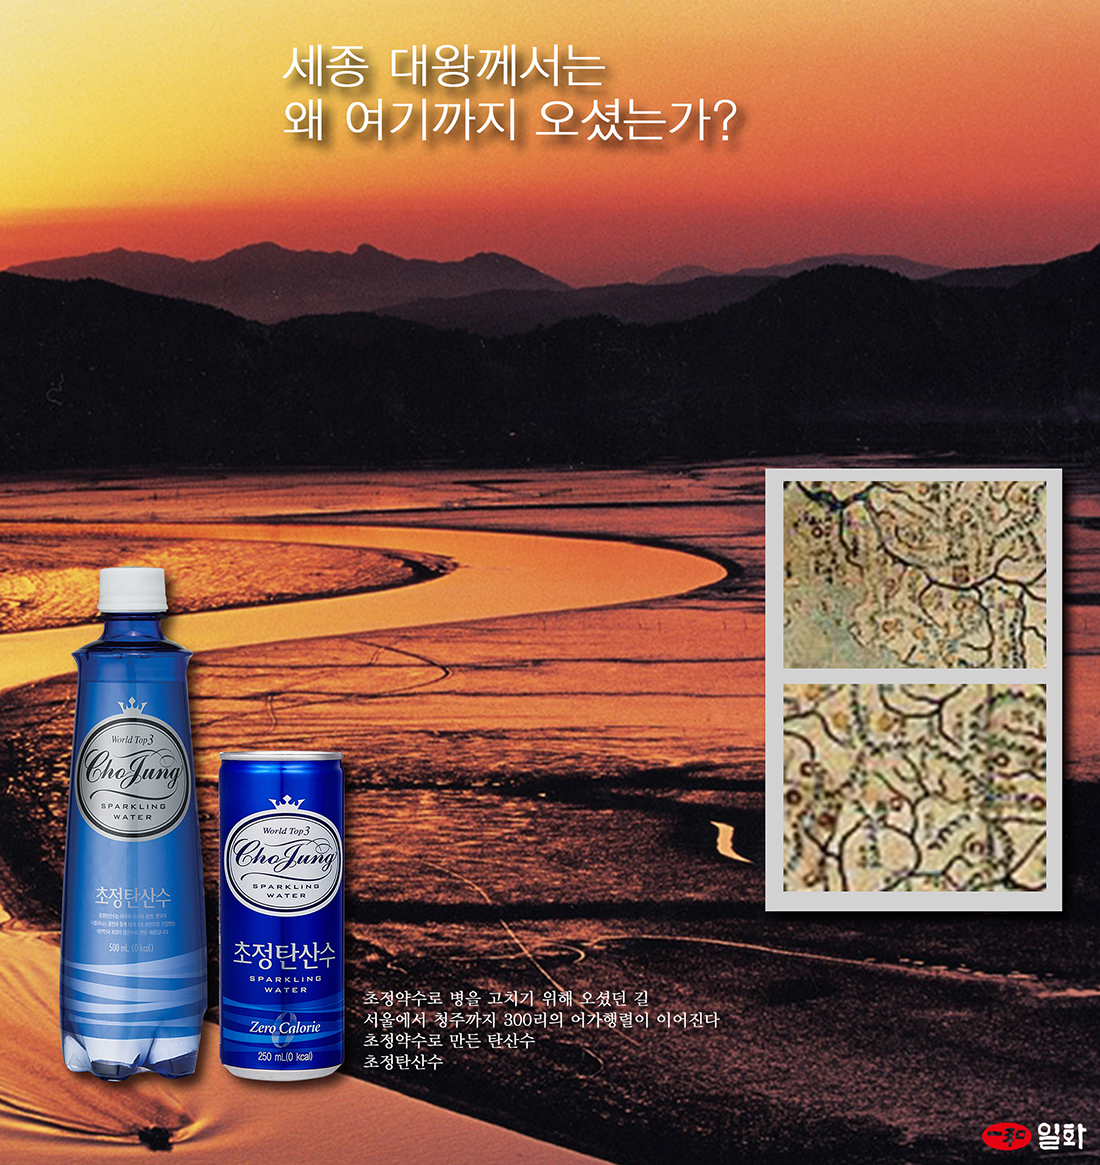 세종 대왕께서는
왜 여기까지 오셨는가?
World Top3
ChoJung
SPARKLING
WATER
초정탄산수
500 mL (0 kcal)
World Top3
ChoJung
SPARKLING
WATER
초정탄산수
SPARKLING
WATER
Zero Calorie
250 mL(0 kcal)
초정약수로 병을 고치기 위해 오셨던 길
서울에서 청주까지 300리의 어가행렬이 이어진다
초정약수로 만든 탄산수
초정탄산수
일화